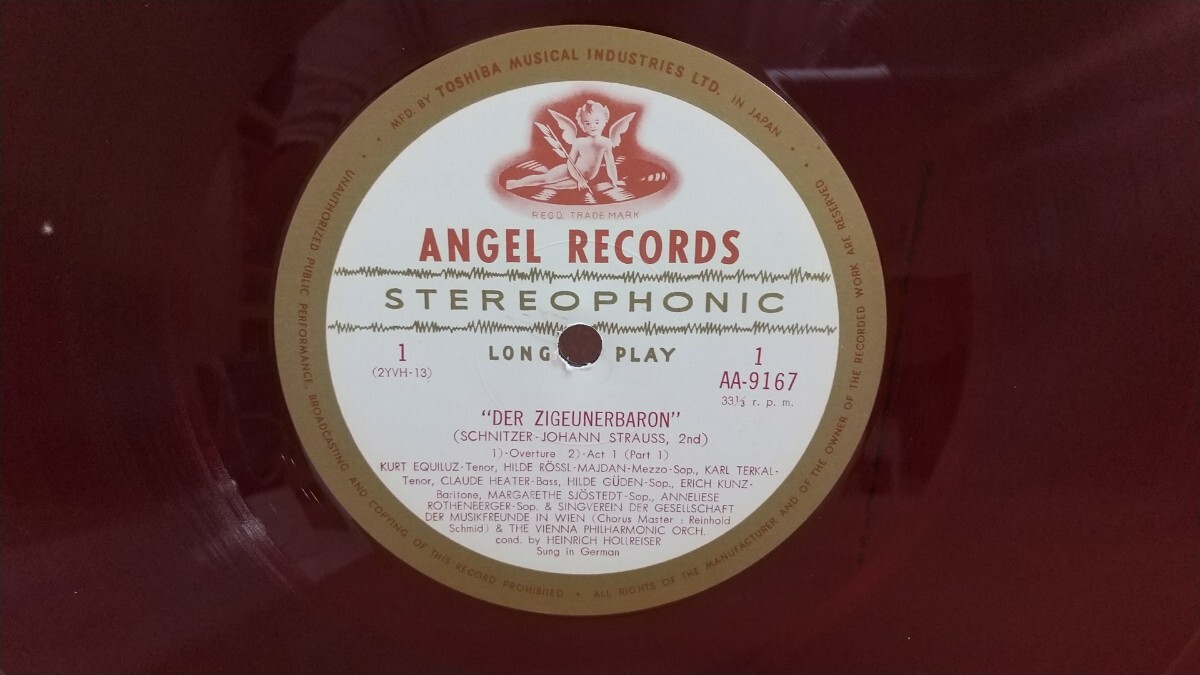 MFD. BY TOSHIBA MUSICAL INDUSTRIES LTD. IN JAPAN
REGD. TRADE MARK
ANGEL RECORDS
STEREOPHONIC
LONG PLAY
1
(2YVH-13)
1
AA-9167
33⅓ r. p. m.
"DER ZIGEUNERBARON"
(SCHNITZER-JOHANN STRAUSS, 2nd)
1)-Overture 2)-Act 1 (Part 1)
KURT EQUILUZ-Tenor, HILDE RÖSSL-MAJDAN-Mezzo-Sop., KARL TERKAL-
Tenor, CLAUDE HEATER-Bass, HILDE GÜDEN-Sop., ERICH KUNZ-
Baritone, MARGARETHE SJÖSTEDT-Sop., ANNELIESE
ROTHENBERGER-Sop. & SINGVEREIN DER GESELLSCHAFT
DER MUSIKFREUNDE IN WIEN (Chorus Master : Reinhold
Schmid) & THE VIENNA PHILHARMONIC ORCH.
cond. by HEINRICH HOLLREISER
Sung in German
UNAUTHORIZED PUBLIC PERFORMANCE, BROADCASTING AND COPYING OF THIS RECORD PROHIBITED • ALL RIGHTS OF THE MANUFACTURER AND OF THE OWNER OF THE RECORDED WORK ARE RESERVED